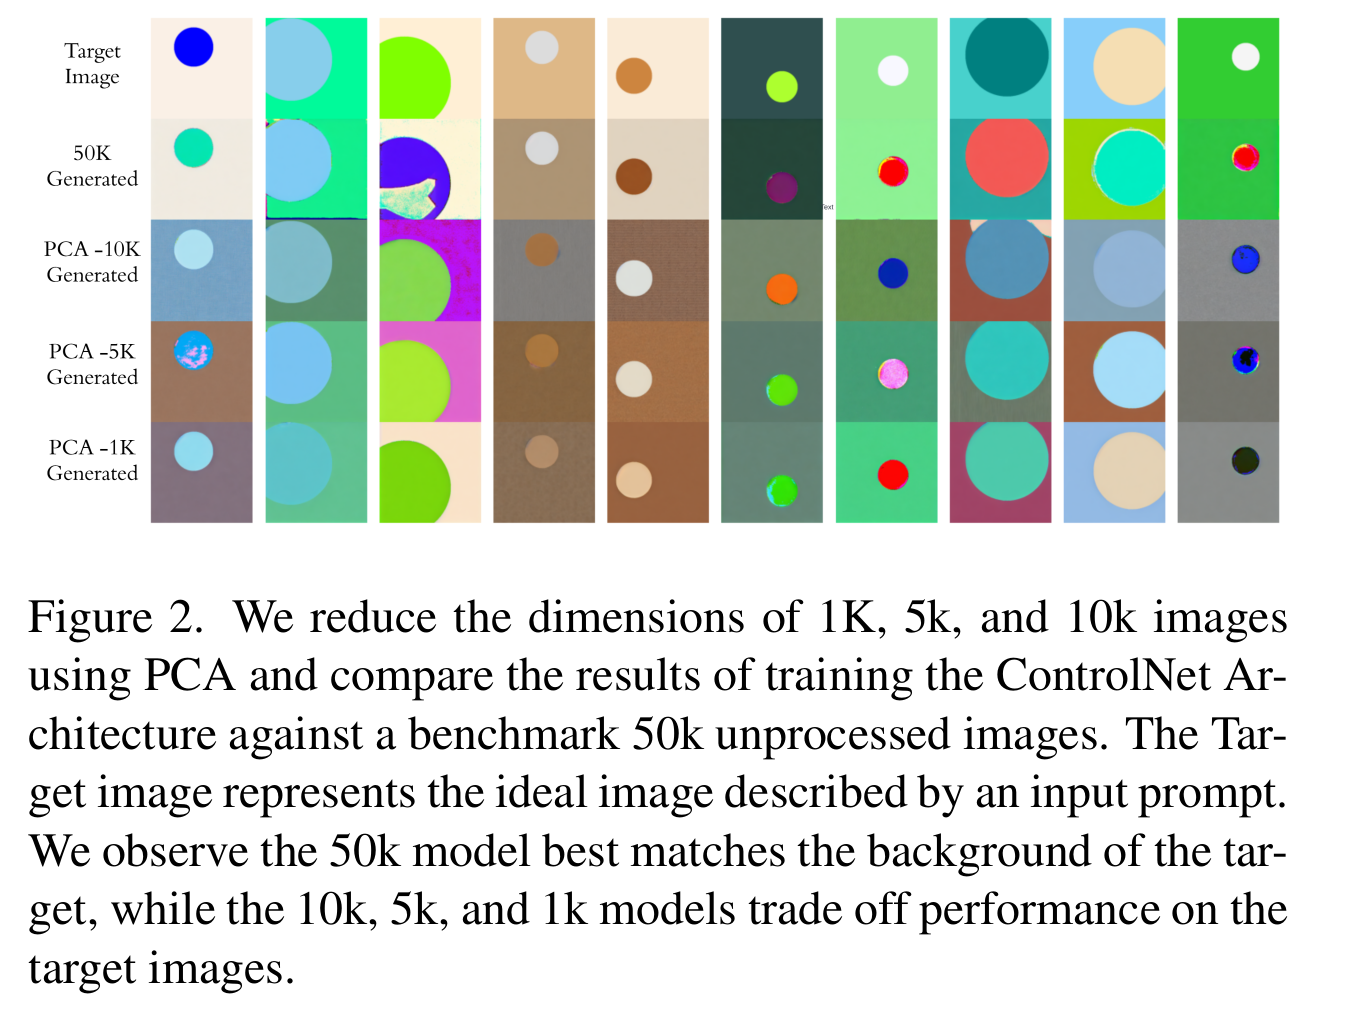 Target
Image
50K
Generated
Text
PCA -10K
Generated
PCA -5K
Generated
PCA -1K
Generated
Figure 2. We reduce the dimensions of 1K, 5k, and 10k images
using PCA and compare the results of training the ControlNet Ar-
chitecture against a benchmark 50k unprocessed images. The Tar-
get image represents the ideal image described by an input prompt.
We observe the 50k model best matches the background of the tar-
get, while the 10k, 5k, and 1k models trade off performance on the
target images.